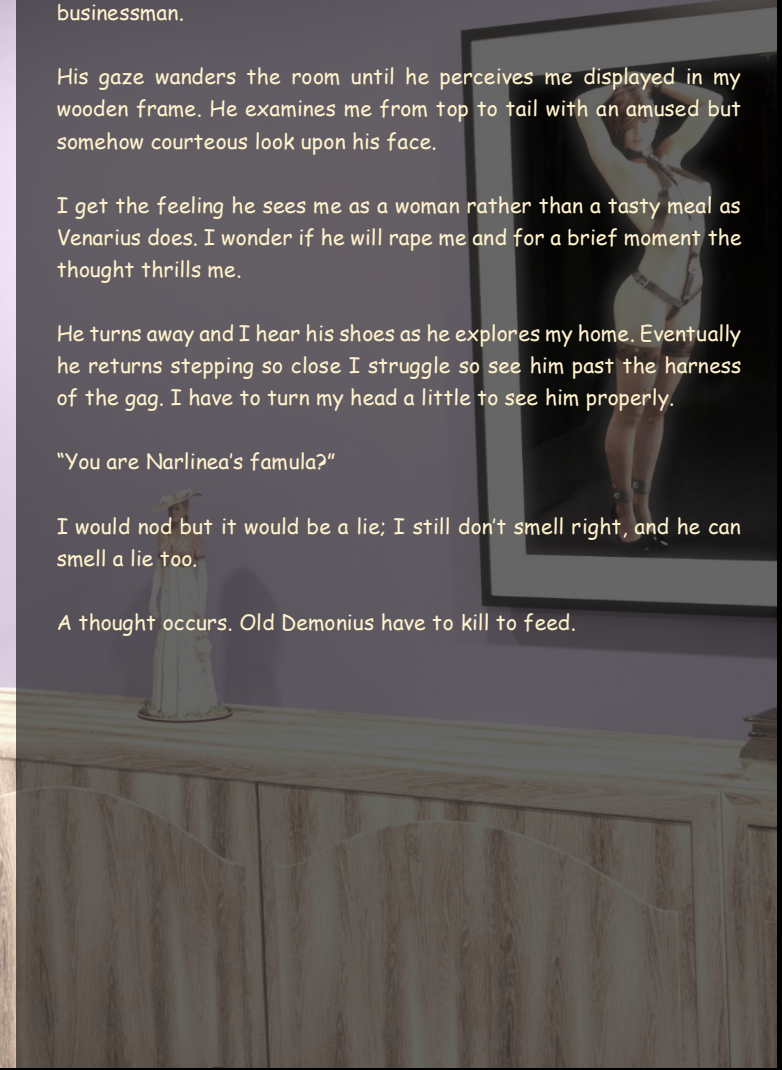 businessman.
His gaze wanders the room until he perceives me displayed in my
wooden frame. He examines me from top to tail with an amused but
somehow courteous look upon his face.
I get the feeling he sees me as a woman rather than a tasty meal as
Venarius does. I wonder if he will rape me and for a brief moment the
thought thrills me.
He turns away and I hear his shoes as he explores my home. Eventually
he returns stepping so close I struggle so see him past the harness
of the gag. I have to turn my head a little to see him properly.
“You are Narlinea’s famula?”
I would nod but it would be a lie; I still don’t smell right, and he can
smell a lie too.
A thought occurs. Old Demonius have to kill to feed.